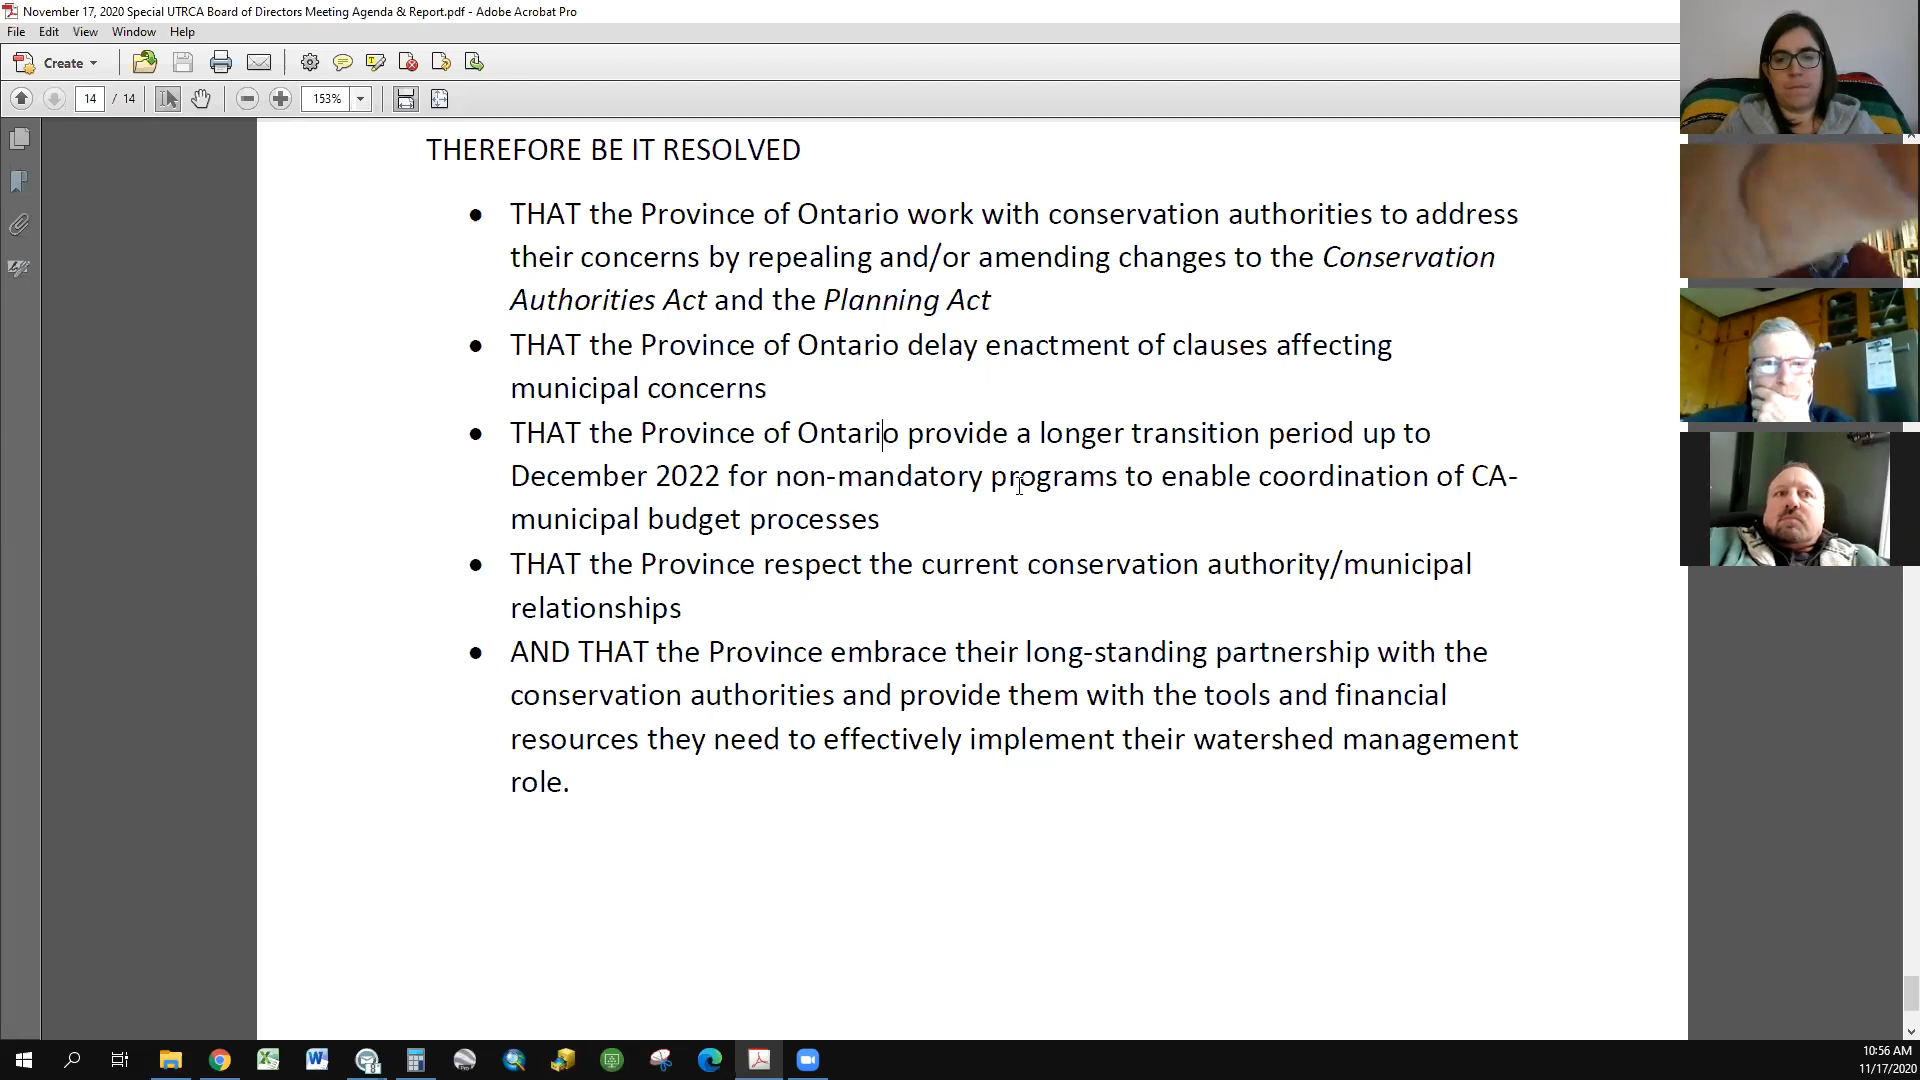 November 17, 2020 Special UTRCA Board of Directors Meeting Agenda & Report.pdf - Adobe Acrobat Pro
File Edit View Window Help
Create
14 / 14 153%
THEREFORE BE IT RESOLVED
• THAT the Province of Ontario work with conservation authorities to address
their concerns by repealing and/or amending changes to the Conservation
Authorities Act and the Planning Act
• THAT the Province of Ontario delay enactment of clauses affecting
municipal concerns
• THAT the Province of Ontario provide a longer transition period up to
December 2022 for non-mandatory programs to enable coordination of CA-
municipal budget processes
• THAT the Province respect the current conservation authority/municipal
relationships
• AND THAT the Province embrace their long-standing partnership with the
conservation authorities and provide them with the tools and financial
resources they need to effectively implement their watershed management
role.
10:56 AM
11/17/2020